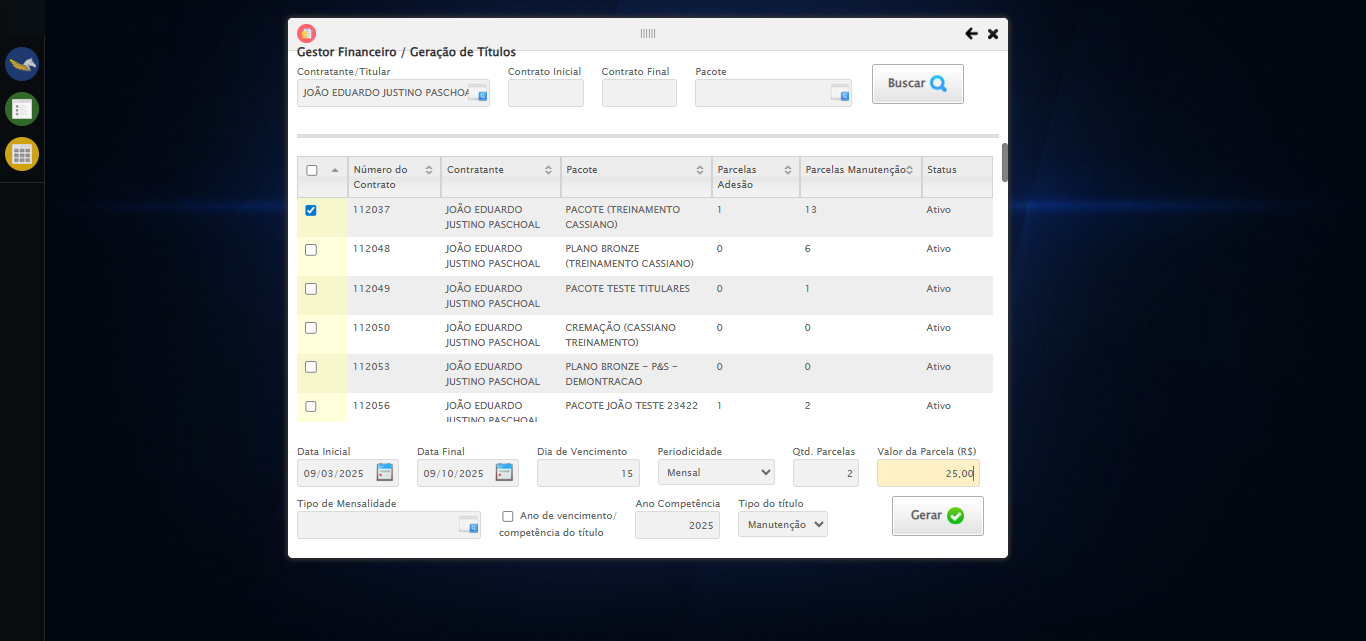 Gestor Financeiro / Geração de Títulos
Contratante/Titular Contrato Inicial Contrato Final Pacote
JOÃO EDUARDO JUSTINO PASCHOA
Buscar
Número do Contrato Contratante Pacote Parcelas Adesão Parcelas Manutenção Status
112037 JOÃO EDUARDO JUSTINO PASCHOAL PACOTE (TREINAMENTO CASSIANO) 1 13 Ativo
112048 JOÃO EDUARDO JUSTINO PASCHOAL PLANO BRONZE (TREINAMENTO CASSIANO) 0 6 Ativo
112049 JOÃO EDUARDO JUSTINO PASCHOAL PACOTE TESTE TITULARES 0 1 Ativo
112050 JOÃO EDUARDO JUSTINO PASCHOAL CREMAÇÃO (CASSIANO TREINAMENTO) 0 0 Ativo
112053 JOÃO EDUARDO JUSTINO PASCHOAL PLANO BRONZE - P&S - DEMONTRACAO 0 0 Ativo
112056 JOÃO EDUARDO JUSTINO PASCHOAL PACOTE JOÃO TESTE 23422 1 2 Ativo
Data Inicial Data Final Dia de Vencimento Periodicidade Qtd. Parcelas Valor da Parcela (R$)
09/03/2025 09/10/2025 15 Mensal 2 25,00
Tipo de Mensalidade Ano de vencimento/ competência do título Ano Competência Tipo do título
2025 Manutenção
Gerar